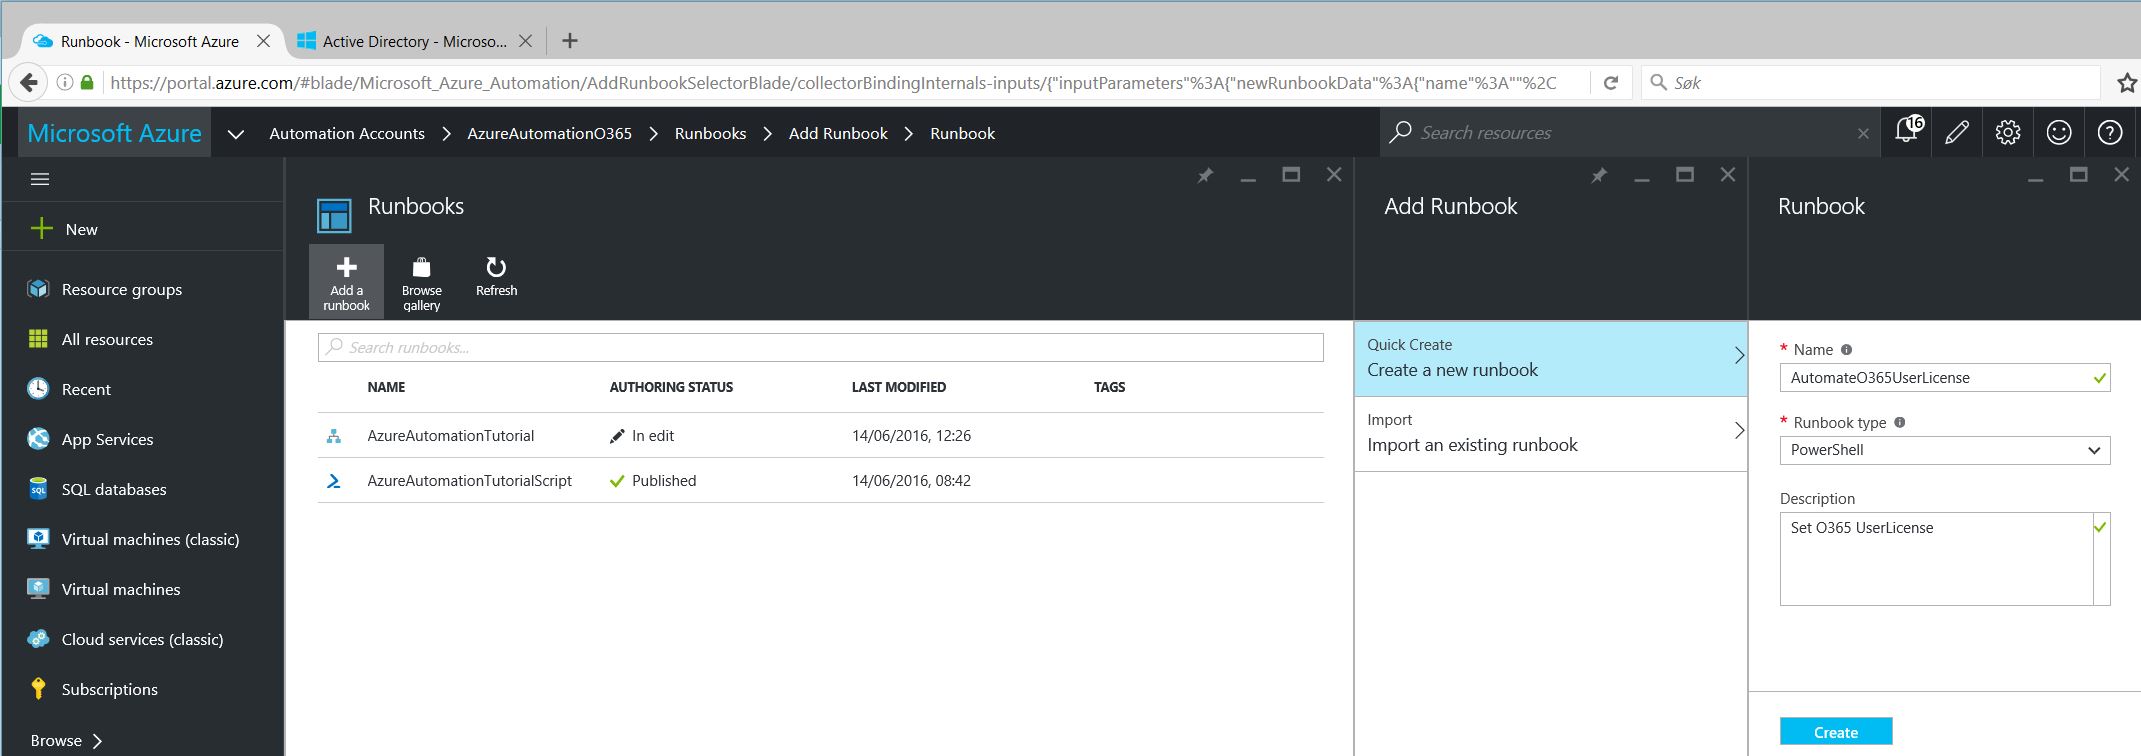 Runbook - Microsoft Azure
Active Directory - Microso...
https://portal.azure.com/#blade/Microsoft_Azure_Automation/AddRunbookSelectorBlade/collectorBindingInternals-inputs/{"inputParameters"%3A{"newRunbookData"%3A{"name"%3A""%2C
Søk
Microsoft Azure
Automation Accounts
AzureAutomationO365
Runbooks
Add Runbook
Runbook
Search resources
16
New
Resource groups
All resources
Recent
App Services
SQL databases
SQL
Virtual machines (classic)
Virtual machines
Cloud services (classic)
Subscriptions
Browse
Runbooks
Add a
runbook
Browse
gallery
Refresh
Search runbooks...
NAME AUTHORING STATUS LAST MODIFIED TAGS
AzureAutomationTutorial In edit 14/06/2016, 12:26
AzureAutomationTutorialScript Published 14/06/2016, 08:42
Add Runbook
Quick Create
Create a new runbook
Import
Import an existing runbook
Runbook
* Name
AutomateO365UserLicense
* Runbook type
PowerShell
Description
Set O365 UserLicense
Create